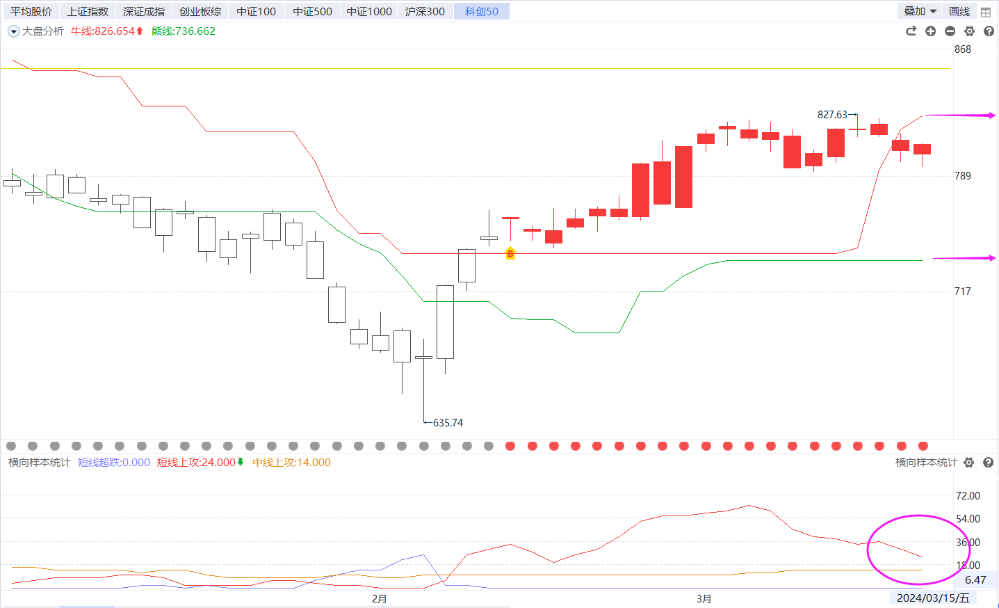 平均股价 上证指数 深证成指 创业板综 中证100 中证500 中证1000 沪深300 科创50 叠加 画线
大盘分析 牛线:826.654 熊线:736.662
868
827.63
789
B
717
635.74
横向样本统计 短线超跌:0.000 短线上攻:24.000 中线上攻:14.000 横向样本统计
72.00
54.00
36.00
18.00
6.47
2月 3月 2024/03/15/五